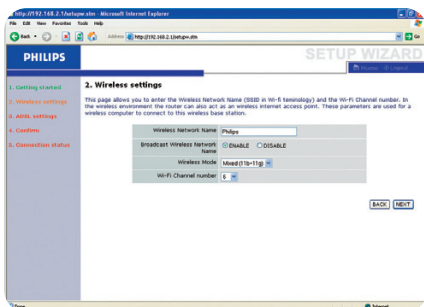 http://192.168.2.1/setupw.stm - Microsoft Internet Explorer
File Edit View Favorites Tools Help
Back
Address http://192.168.2.1/setupw.stm Go
PHILIPS
SETUP WIZARD
Home Logout
1. Getting started
2. Wireless settings
3. ADSL settings
4. Confirm
5. Connection status
2. Wireless settings
This page allows you to enter the Wireless Network Name (SSID in Wi-fi teminology) and the Wi-Fi Channel number. In
the wireless environment the router can also act as an wireless internet access point. These parameters are used for a
wireless computer to connect to this wireless base station.
Wireless Network Name Philips
Broadcast Wireless Network Name ENABLE DISABLE
Wireless Mode Mixed (11b+11g)
Wi-Fi Channel number 6
BACK NEXT
Done Internet